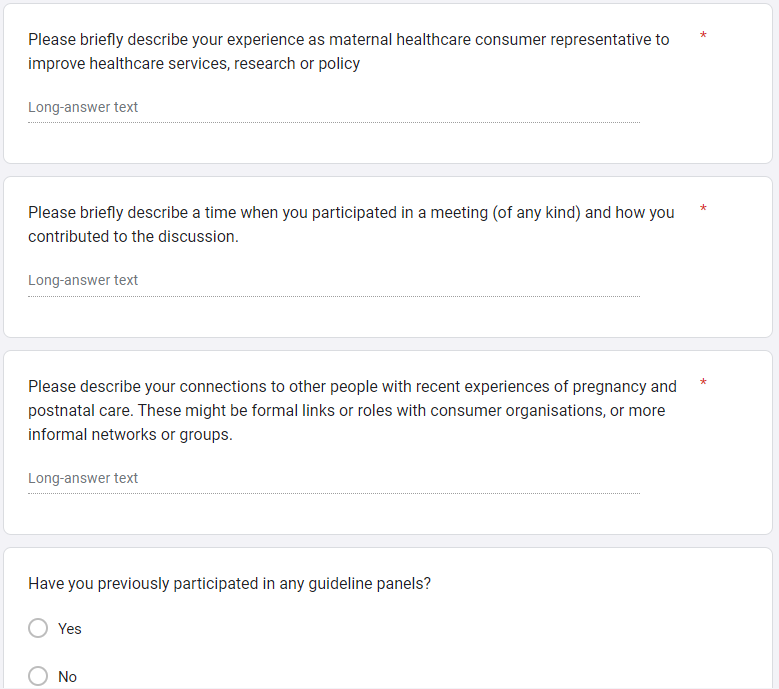 Please briefly describe your experience as maternal healthcare consumer representative to *
improve healthcare services, research or policy
Long-answer text
Please briefly describe a time when you participated in a meeting (of any kind) and how you *
contributed to the discussion.
Long-answer text
Please describe your connections to other people with recent experiences of pregnancy and *
postnatal care. These might be formal links or roles with consumer organisations, or more
informal networks or groups.
Long-answer text
Have you previously participated in any guideline panels?
Yes
No